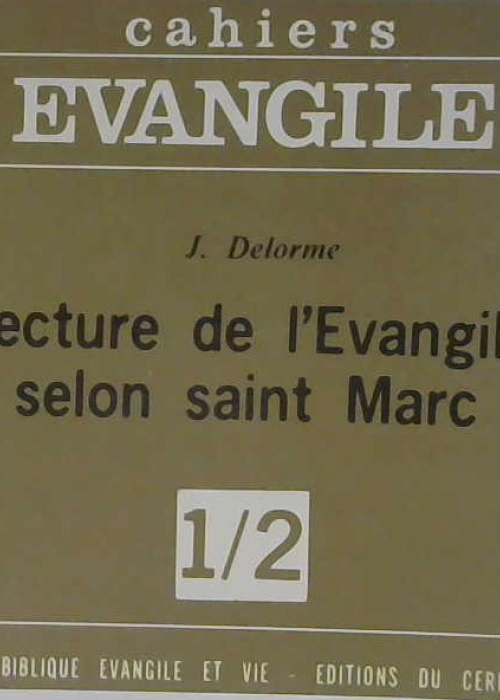 cahiers
EVANGILE
J. Delorme
ecture de l'Evangil
selon saint Marc
1/2
BIBLIQUE EVANGILE ET VIE - EDITIONS DU CER